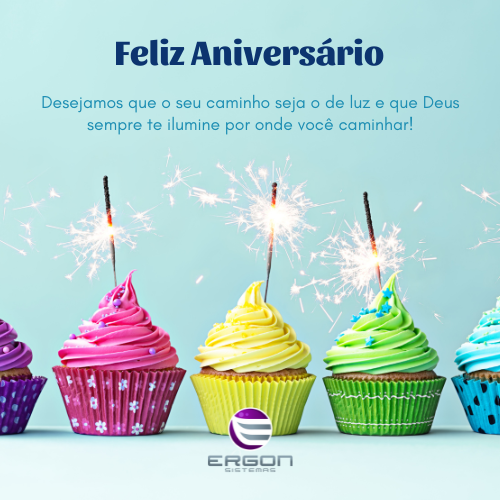 Feliz Aniversário
Desejamos que o seu caminho seja o de luz e que Deus
sempre te ilumine por onde você caminhar!
ERGON
SISTEMAS